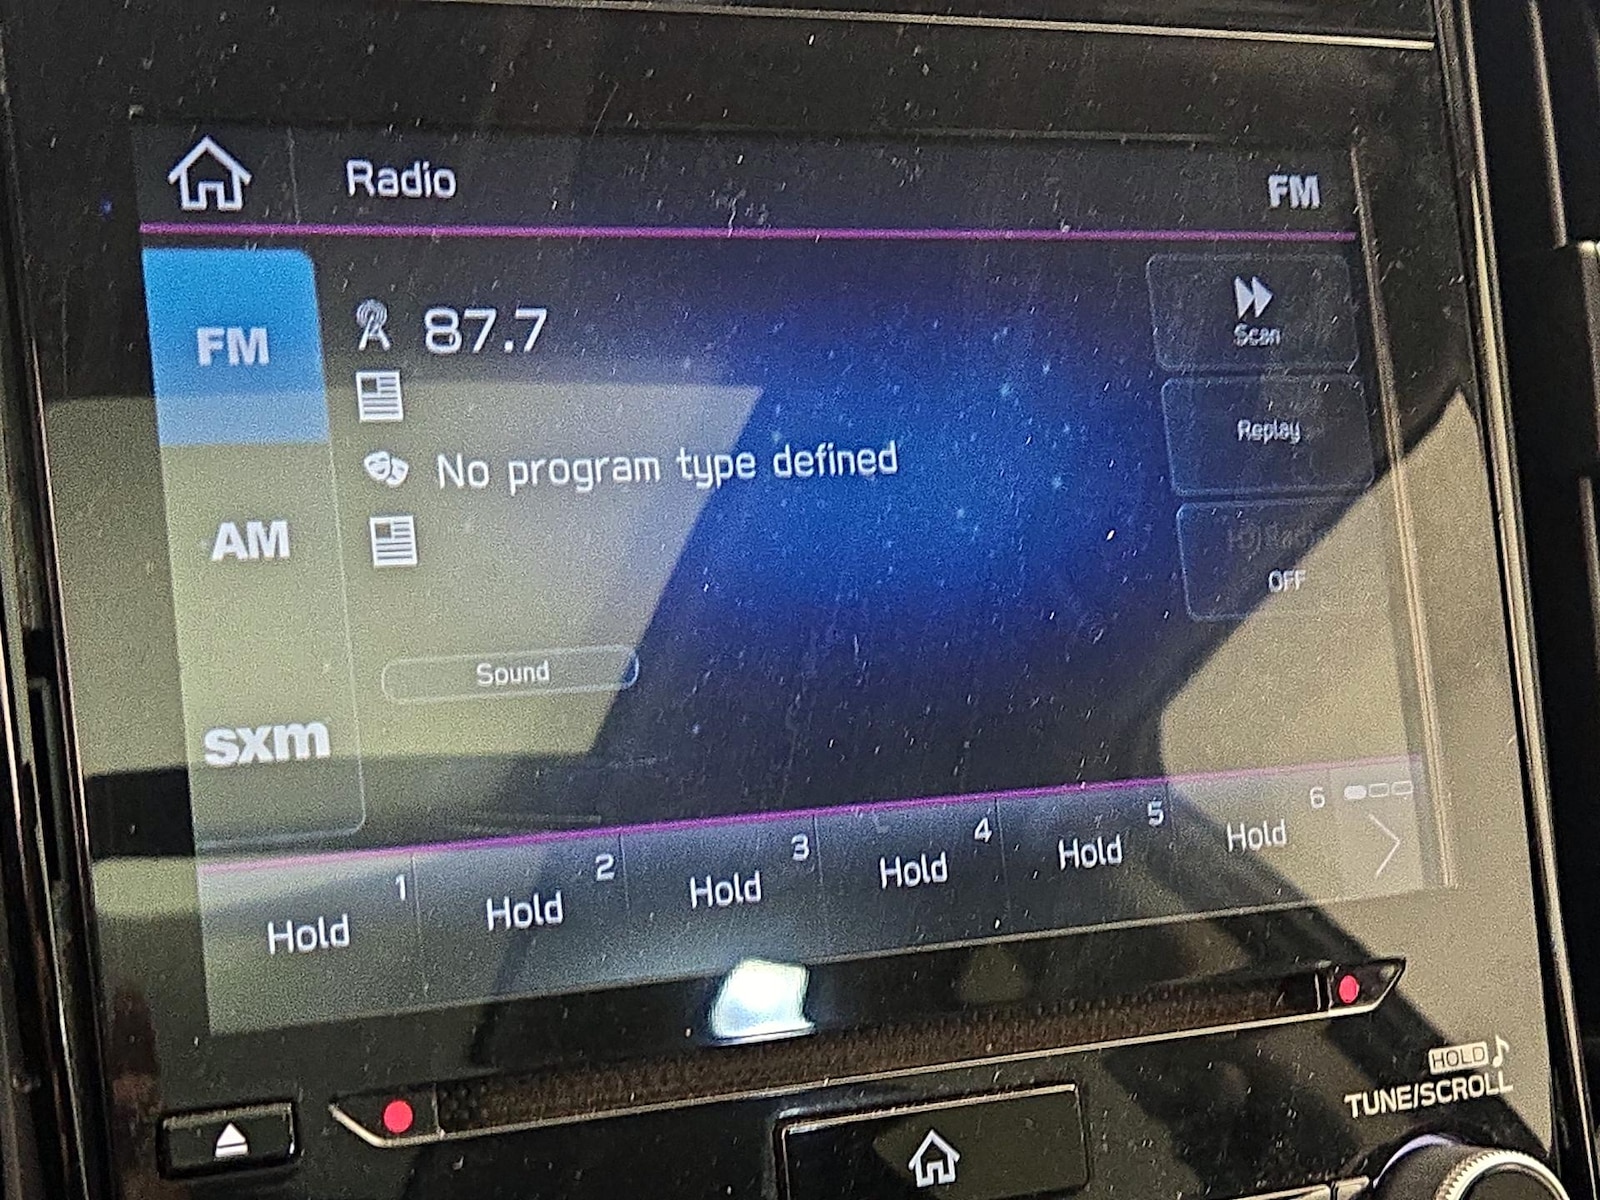 Radio
FM
FM
87.7
Scan
No program type defined
Replay
AM
OFF
Sound
sxm
1
Hold
2
Hold
3
Hold
4
Hold
5
Hold
6
Hold
HOLD
TUNE/SCROLL